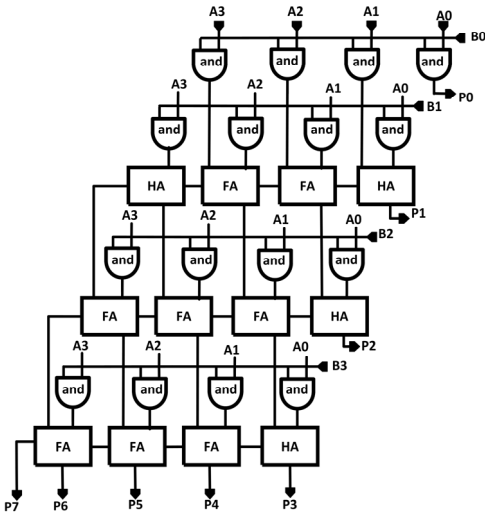 A3 A2 A1 A0
B0
and and and and
P0
A3 A2 A1 A0
B1
and and and and
HA FA FA HA
P1
A3 A2 A1 A0
B2
and and and and
FA FA FA HA
P2
A3 A2 A1 A0
B3
and and and and
FA FA FA HA
P7 P6 P5 P4 P3